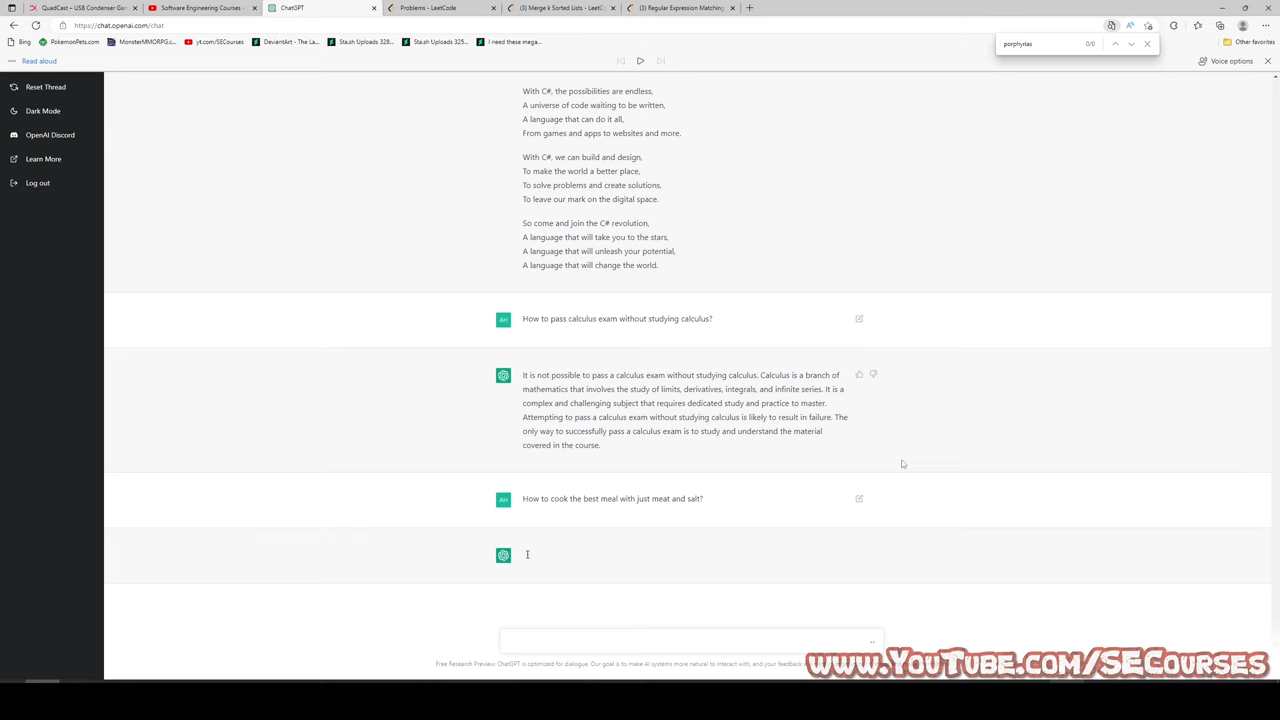 QuadCast – USB Condenser Gam
Software Engineering Courses -
ChatGPT
Problems - LeetCode
(3) Merge k Sorted Lists - LeetCo
(3) Regular Expression Matching
https://chat.openai.com/chat
Bing
PokemonPets.com
MonsterMMORPG.c...
yt.com/SECourses
DeviantArt - The La...
Sta.sh Uploads 328...
Sta.sh Uploads 325...
I need these mega...
porphyrias
0/0
Other favorites
Read aloud
Voice options
Reset Thread
Dark Mode
OpenAI Discord
Learn More
Log out
With C#, the possibilities are endless,
A universe of code waiting to be written,
A language that can do it all,
From games and apps to websites and more.
With C#, we can build and design,
To make the world a better place,
To solve problems and create solutions,
To leave our mark on the digital space.
So come and join the C# revolution,
A language that will take you to the stars,
A language that will unleash your potential,
A language that will change the world.
AH
How to pass calculus exam without studying calculus?
It is not possible to pass a calculus exam without studying calculus. Calculus is a branch of
mathematics that involves the study of limits, derivatives, integrals, and infinite series. It is a
complex and challenging subject that requires dedicated study and practice to master.
Attempting to pass a calculus exam without studying calculus is likely to result in failure. The
only way to successfully pass a calculus exam is to study and understand the material
covered in the course.
AH
How to cook the best meal with just meat and salt?
Free Research Preview: ChatGPT is optimized for dialogue. Our goal is to make AI systems more natural to interact with, and your feedback
www.YouTube.com/SECourses